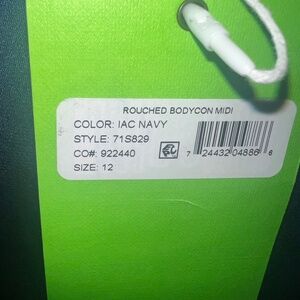 ROUCHED BODYCON MIDI
COLOR: IAC NAVY
STYLE: 71S829
CO#: 922440
SIZE: 12
7 24432 04886 6